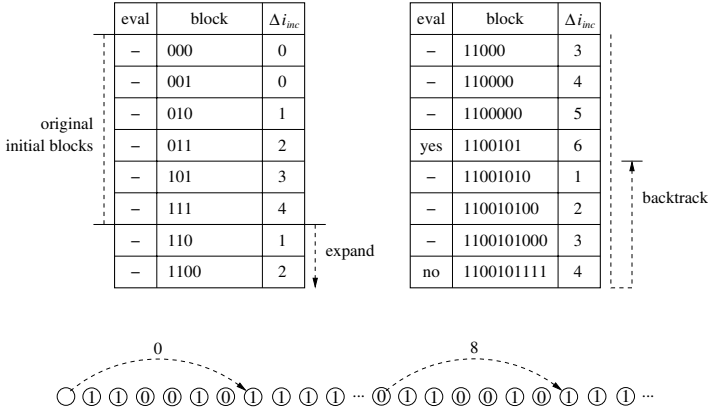 eval block Δi_inc
– 000 0
– 001 0
– 010 1
– 011 2
– 101 3
– 111 4
– 110 1
– 1100 2
original
initial blocks
expand
eval block Δi_inc
– 11000 3
– 110000 4
– 1100000 5
yes 1100101 6
– 11001010 1
– 110010100 2
– 1100101000 3
no 1100101111 4
backtrack
0 8
1 1 0 0 1 0 1 1 1 1 ... 0 1 1 0 0 1 0 1 1 1 ...